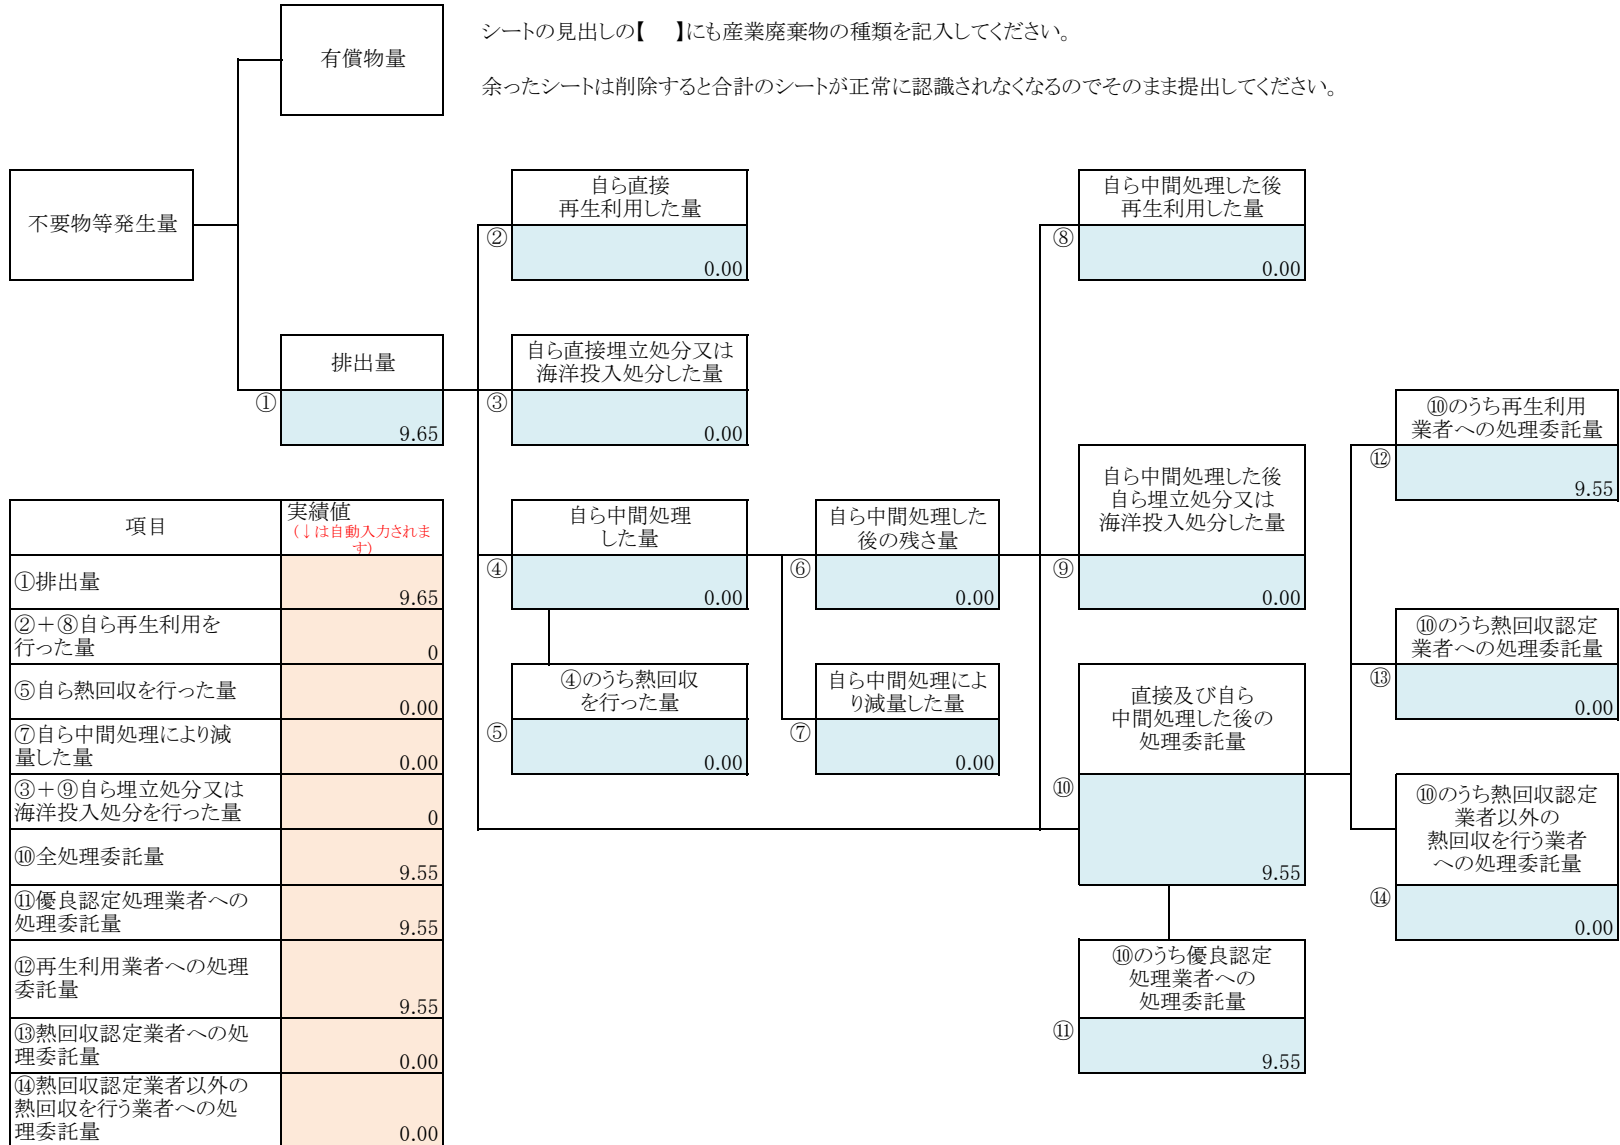 シートの見出しの【　】にも産業廃棄物の種類を記入してください。
余ったシートは削除すると合計のシートが正常に認識されなくなるのでそのまま提出してください。
有償物量
不要物等発生量
排出量
①
9.65
自ら直接
再生利用した量
②
0.00
自ら直接埋立処分又は
海洋投入処分した量
③
0.00
自ら中間処理
した量
④
0.00
④のうち熱回収
を行った量
⑤
0.00
自ら中間処理した
後の残さ量
⑥
0.00
自ら中間処理によ
り減量した量
⑦
0.00
自ら中間処理した後
再生利用した量
⑧
0.00
自ら中間処理した後
自ら埋立処分又は
海洋投入処分した量
⑨
0.00
直接及び自ら
中間処理した後の
処理委託量
⑩
9.55
⑩のうち優良認定
処理業者への
処理委託量
⑪
9.55
⑩のうち再生利用
業者への処理委託量
⑫
9.55
⑩のうち熱回収認定
業者への処理委託量
⑬
0.00
⑩のうち熱回収認定
業者以外の
熱回収を行う業者
への処理委託量
⑭
0.00
項目
実績値
(↓は自動入力されま
す)
①排出量
9.65
②＋⑧自ら再生利用を
行った量
0
⑤自ら熱回収を行った量
0.00
⑦自ら中間処理により減
量した量
0.00
③＋⑨自ら埋立処分又は
海洋投入処分を行った量
0
⑩全処理委託量
9.55
⑪優良認定処理業者への
処理委託量
9.55
⑫再生利用業者への処理
委託量
9.55
⑬熱回収認定業者への処
理委託量
0.00
⑭熱回収認定業者以外の
熱回収を行う業者への処
理委託量
0.00